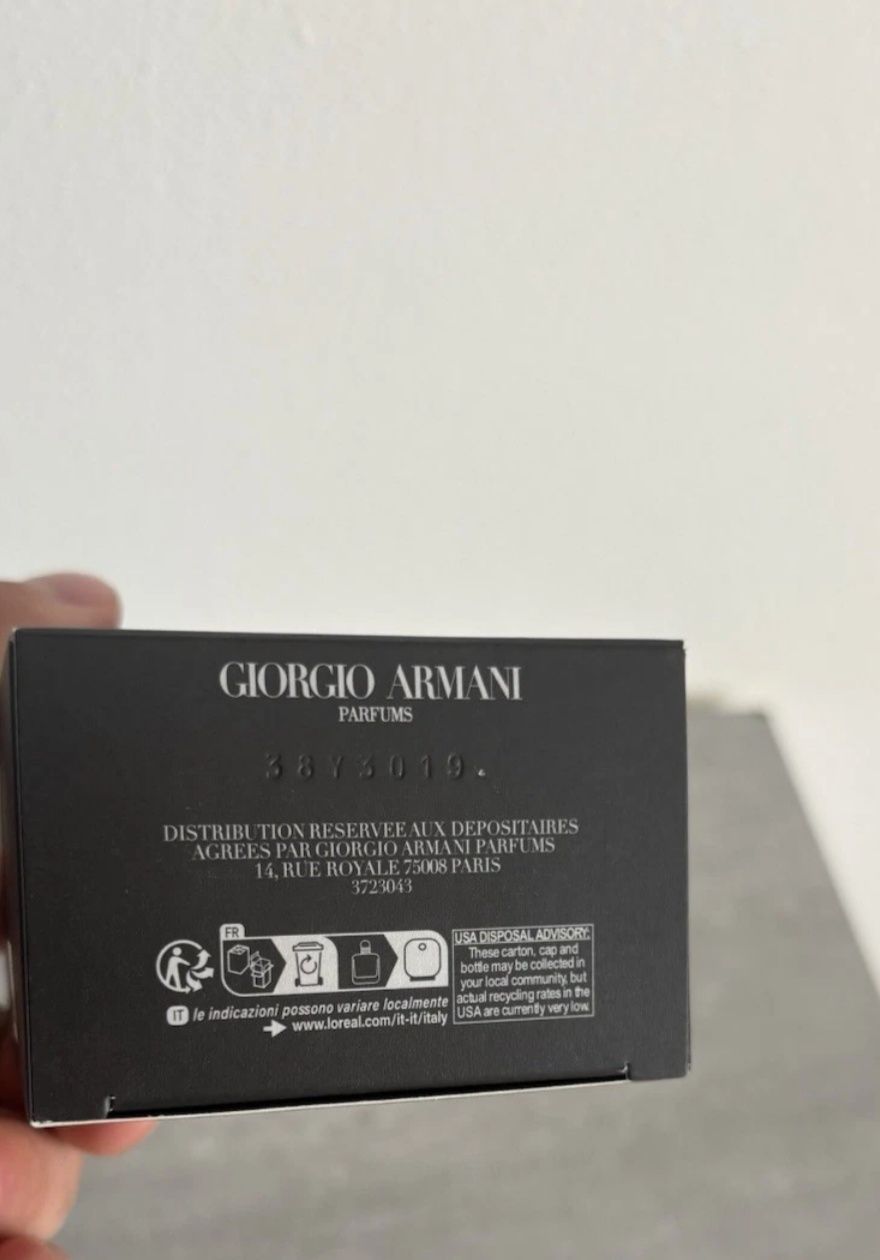 GIORGIO ARMANI
PARFUMS
38Y3019.
DISTRIBUTION RESERVEE AUX DEPOSITAIRES
AGREES PAR GIORGIO ARMANI PARFUMS
14, RUE ROYALE 75008 PARIS
3723043
FR
IT le indicazioni possono variare localmente
www.loreal.com/it-it/italy
USA DISPOSAL ADVISORY:
These carton, cap and
bottle may be collected in
your local community, but
actual recycling rates in the
USA are currently very low.